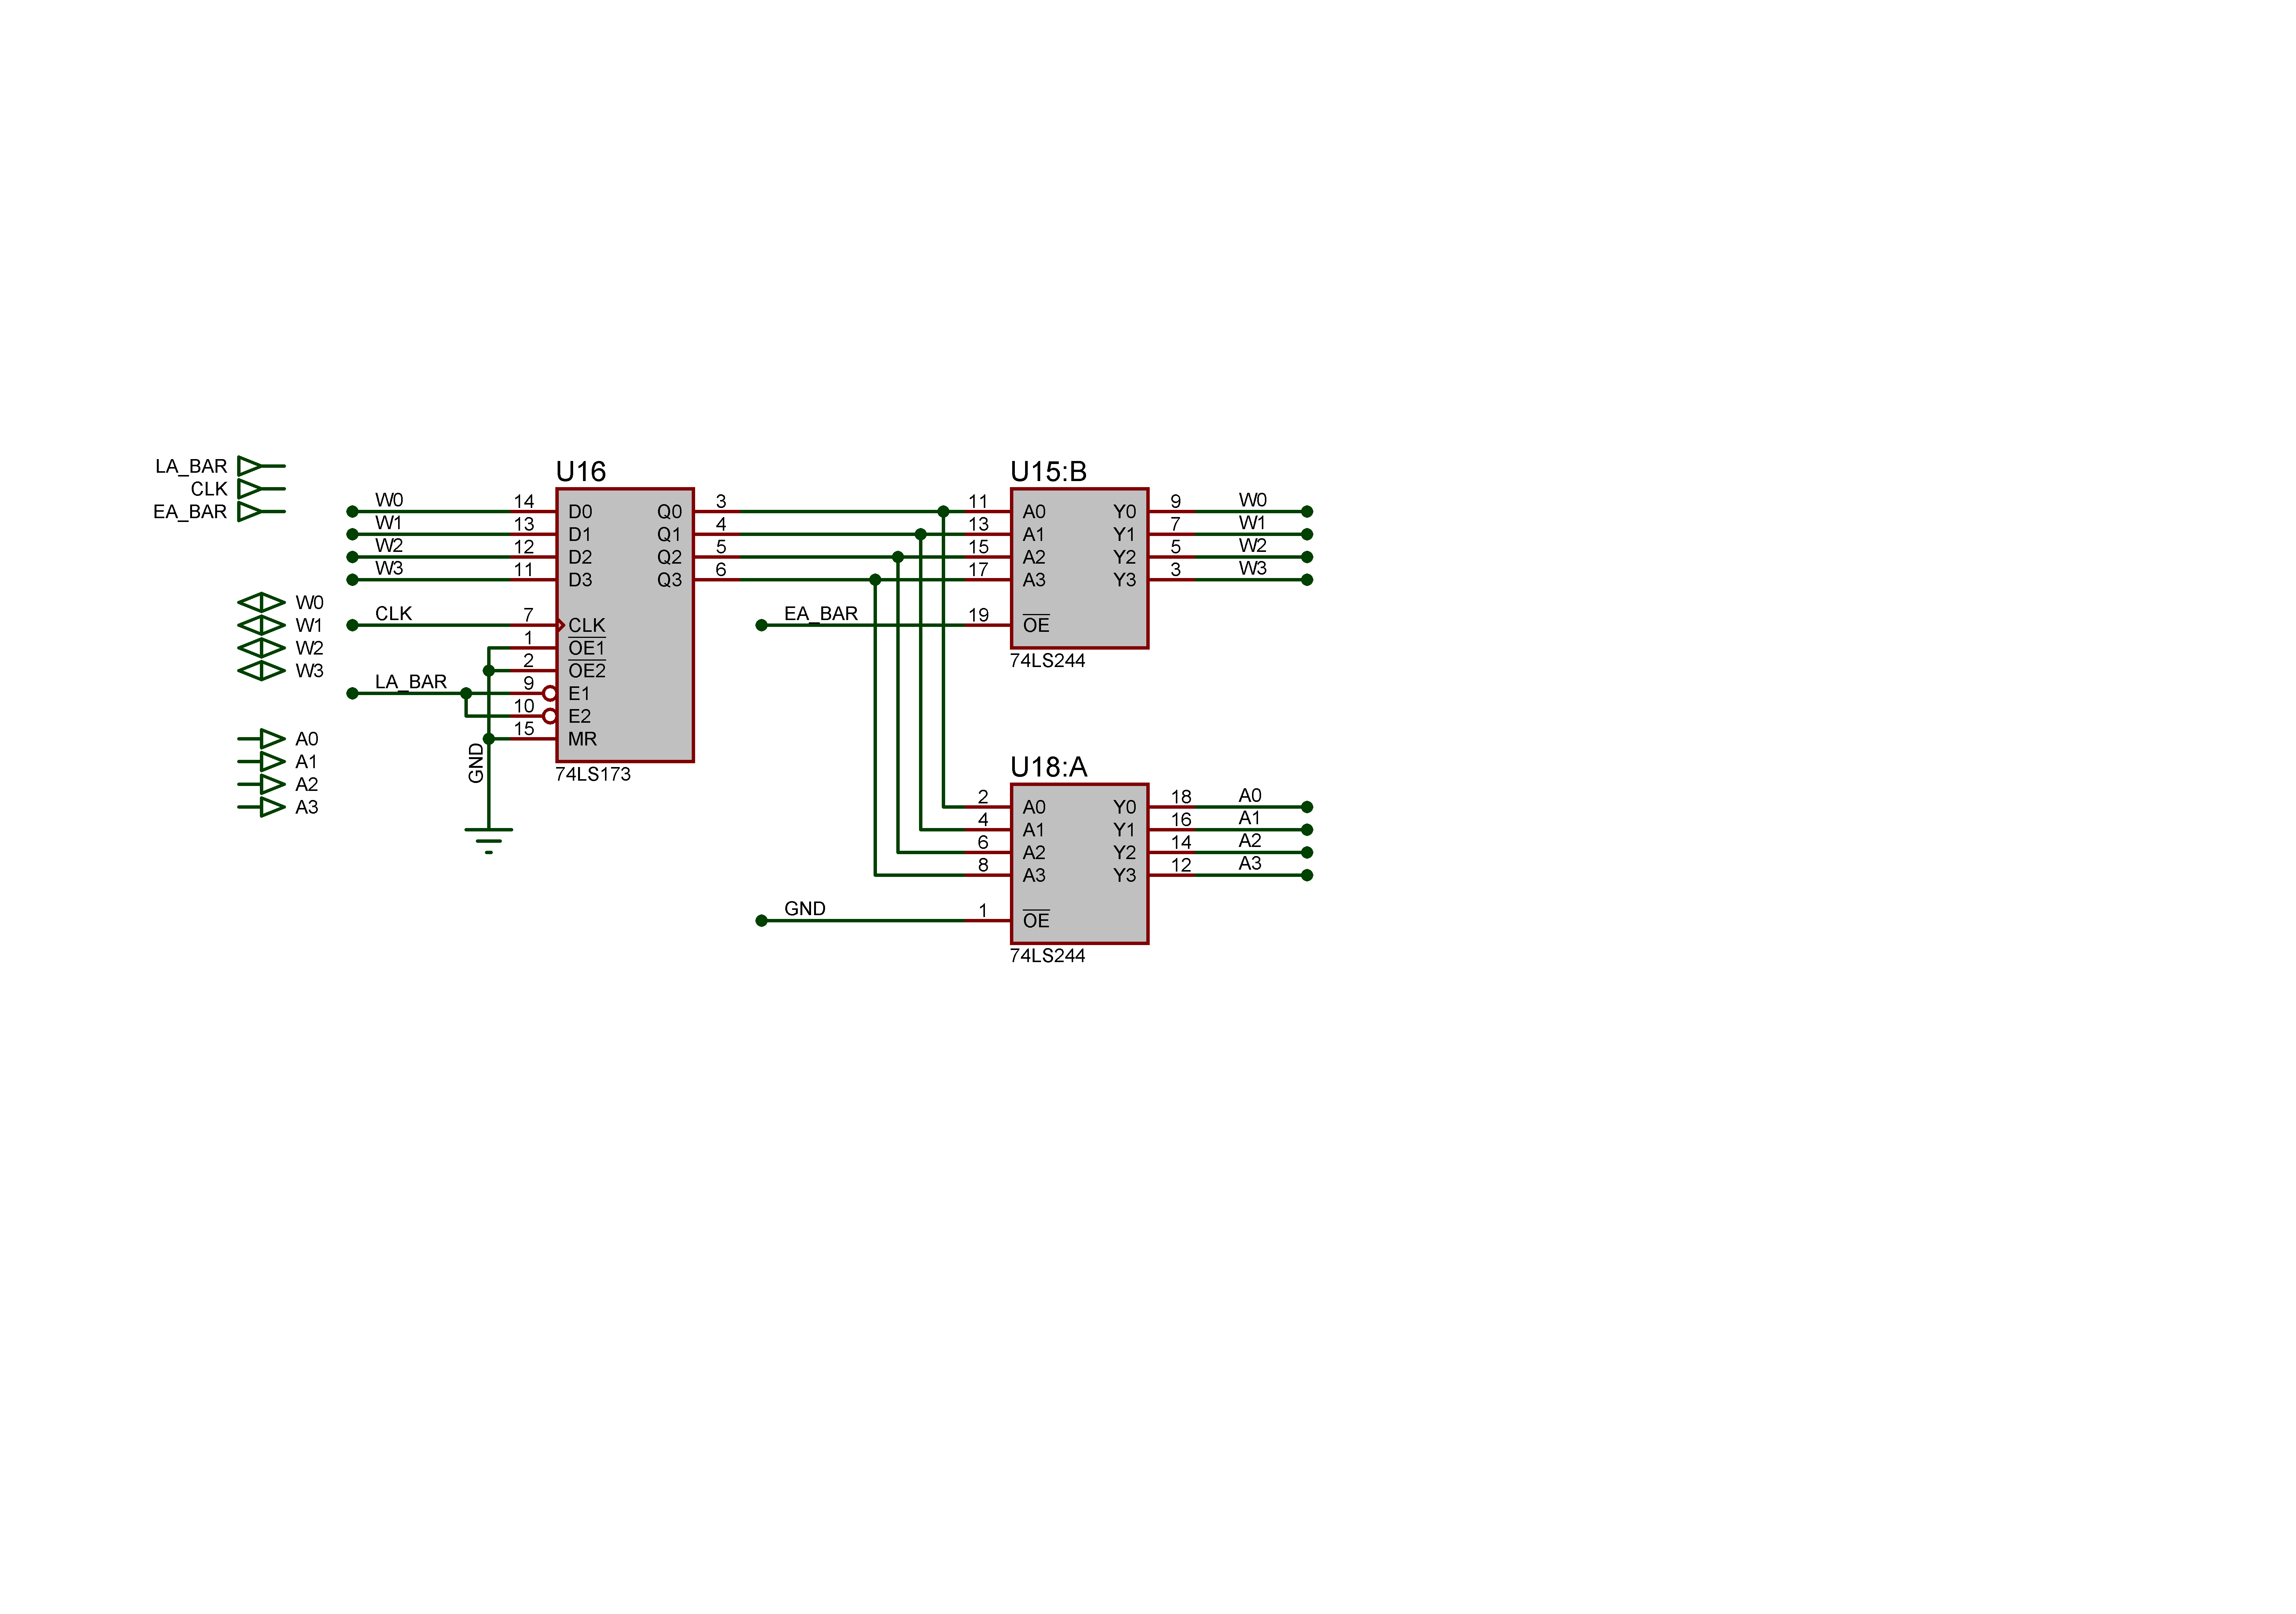 LA_BAR
CLK
EA_BAR
W0
W1
W2
W3
A0
A1
A2
A3
U16
W0 14 D0 Q0 3
W1 13 D1 Q1 4
W2 12 D2 Q2 5
W3 11 D3 Q3 6
CLK 7 CLK
1 OE1
2 OE2
LA_BAR 9 E1
10 E2
15 MR
GND
74LS173
U15:B
11 A0 Y0 9 W0
13 A1 Y1 7 W1
15 A2 Y2 5 W2
17 A3 Y3 3 W3
EA_BAR 19 OE
74LS244
U18:A
2 A0 Y0 18 A0
4 A1 Y1 16 A1
6 A2 Y2 14 A2
8 A3 Y3 12 A3
GND 1 OE
74LS244